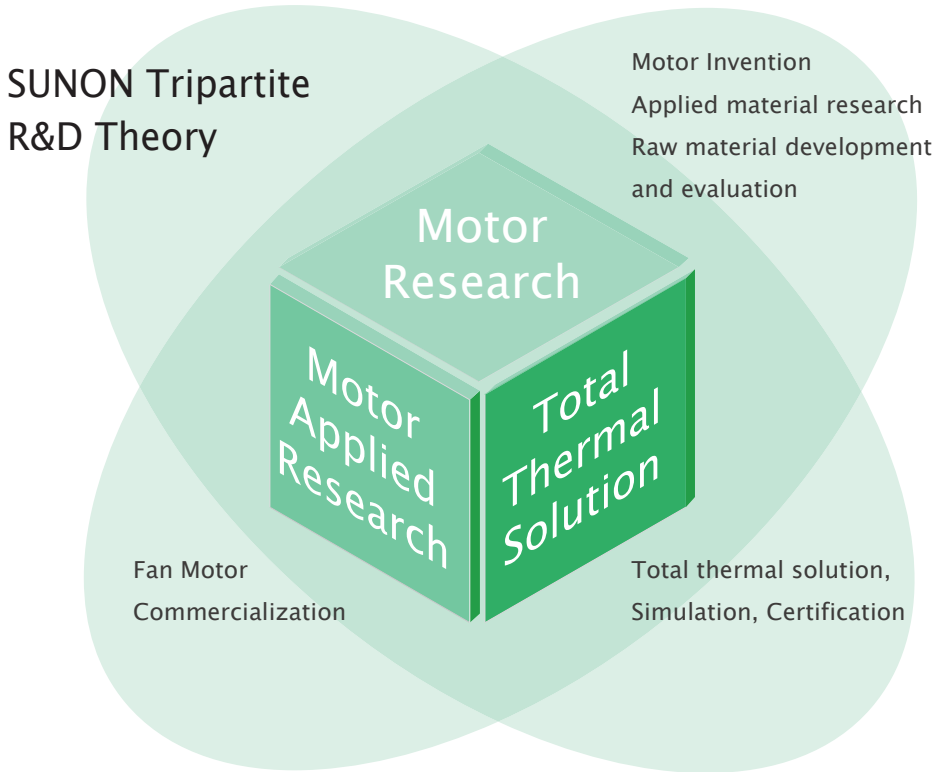 SUNON Tripartite
R&D Theory
Motor Invention
Applied material research
Raw material development
and evaluation
Motor
Research
Motor
Applied
Research
Total
Thermal
Solution
Fan Motor
Commercialization
Total thermal solution,
Simulation, Certification